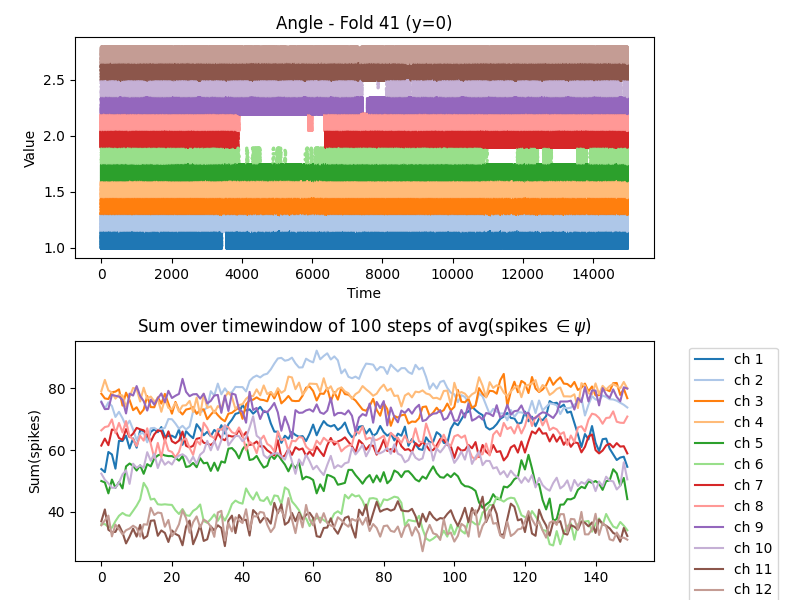 Angle - Fold 41 (y=0)
Value
2.5
2.0
1.5
1.0
0 2000 4000 6000 8000 10000 12000 14000
Time
Sum over timewindow of 100 steps of avg(spikes ∈ ψ)
Sum(spikes)
80
60
40
0 20 40 60 80 100 120 140
ch 1
ch 2
ch 3
ch 4
ch 5
ch 6
ch 7
ch 8
ch 9
ch 10
ch 11
ch 12